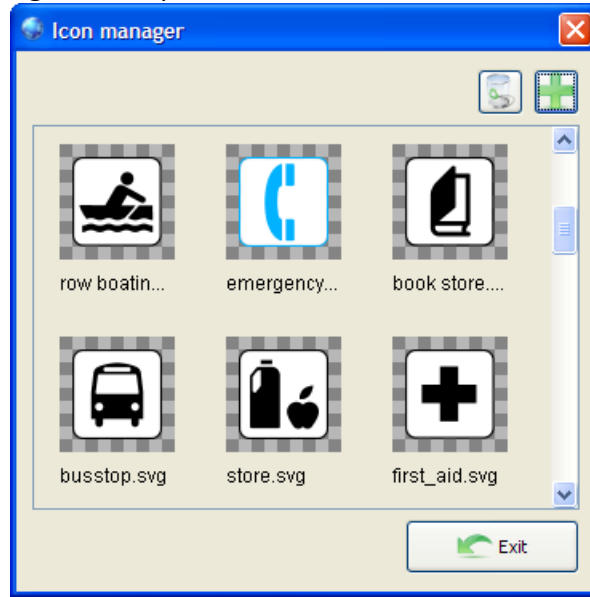 Icon manager
row boatin... emergency... book store....
busstop.svg store.svg first_aid.svg
Exit